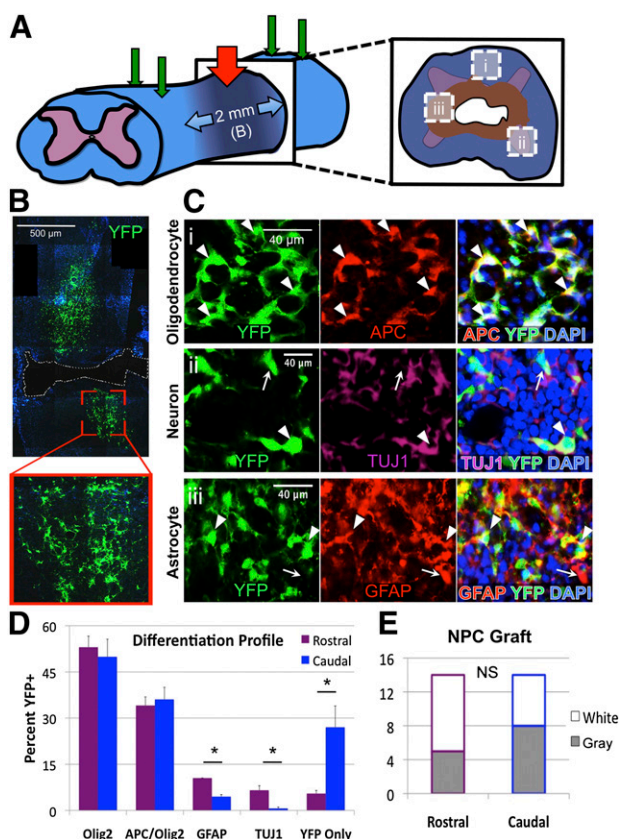 A
2 mm
(B)
i
iii
ii
B
500 µm
YFP
C
Oligodendrocyte
i
40 µm
YFP
APC
APC YFP DAPI
Neuron
ii
40 µm
YFP
TUJ1
TUJ1 YFP DAPI
Astrocyte
iii
40 µm
YFP
GFAP
GFAP YFP DAPI
D
Differentiation Profile
Rostral
Caudal
Percent YFP+
60
45
30
15
0
*
*
*
Olig2
APC/Olig2
GFAP
TUJ1
YFP Only
E
NPC Graft
16
12
8
4
0
NS
White
Gray
Rostral
Caudal